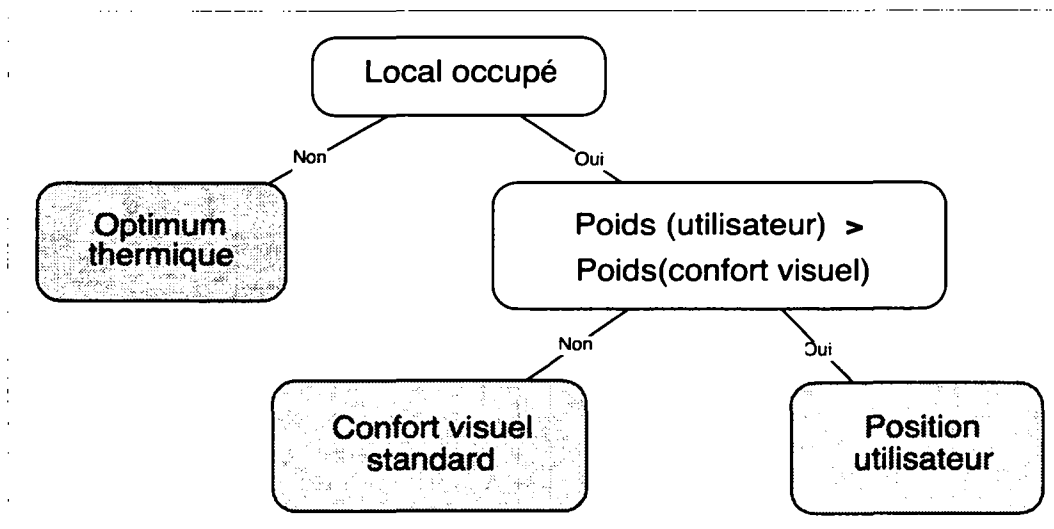 Local occupé
Non
Oui
Optimum
thermique
Poids (utilisateur) >
Poids(confort visuel)
Non
Oui
Confort visuel
standard
Position
utilisateur